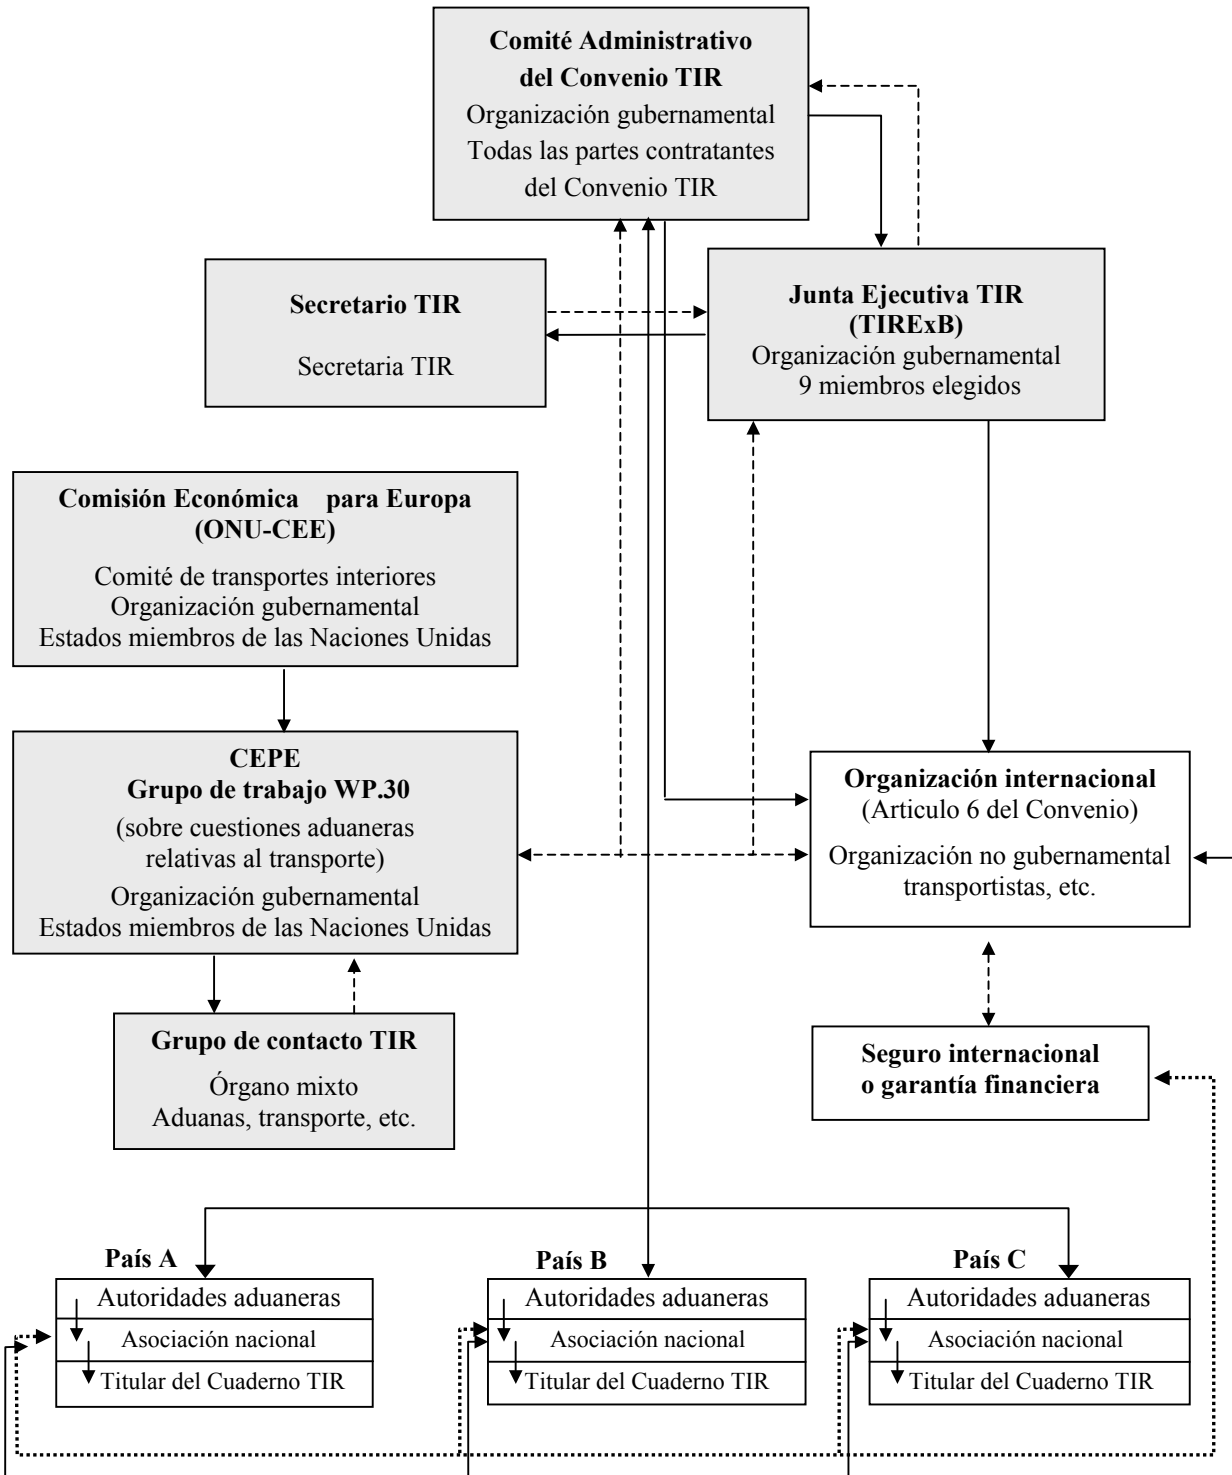 Comité Administrativo
del Convenio TIR
Organización gubernamental
Todas las partes contratantes
del Convenio TIR
Secretario TIR
Secretaria TIR
Junta Ejecutiva TIR
(TIRExB)
Organización gubernamental
9 miembros elegidos
Comisión Económica para Europa
(ONU-CEE)
Comité de transportes interiores
Organización gubernamental
Estados miembros de las Naciones Unidas
CEPE
Grupo de trabajo WP.30
(sobre cuestiones aduaneras
relativas al transporte)
Organización gubernamental
Estados miembros de las Naciones Unidas
Organización internacional
(Articulo 6 del Convenio)
Organización no gubernamental
transportistas, etc.
Grupo de contacto TIR
Órgano mixto
Aduanas, transporte, etc.
Seguro internacional
o garantía financiera
País A
Autoridades aduaneras
Asociación nacional
Titular del Cuaderno TIR
País B
Autoridades aduaneras
Asociación nacional
Titular del Cuaderno TIR
País C
Autoridades aduaneras
Asociación nacional
Titular del Cuaderno TIR